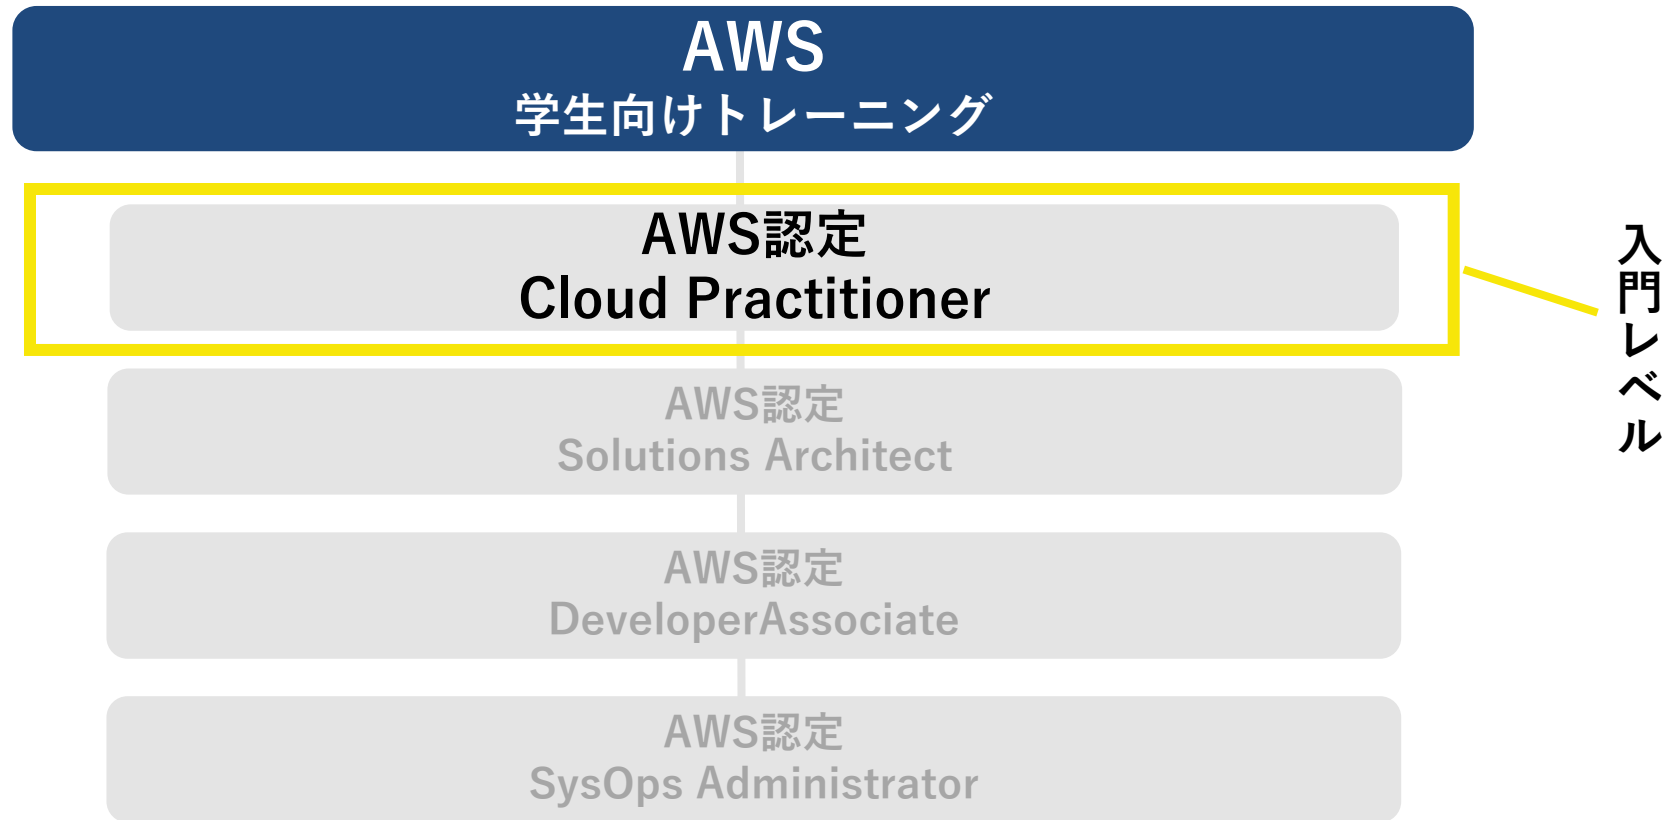 AWS
学生向けトレーニング
AWS認定
Cloud Practitioner
入門レベル
AWS認定
Solutions Architect
AWS認定
DeveloperAssociate
AWS認定
SysOps Administrator